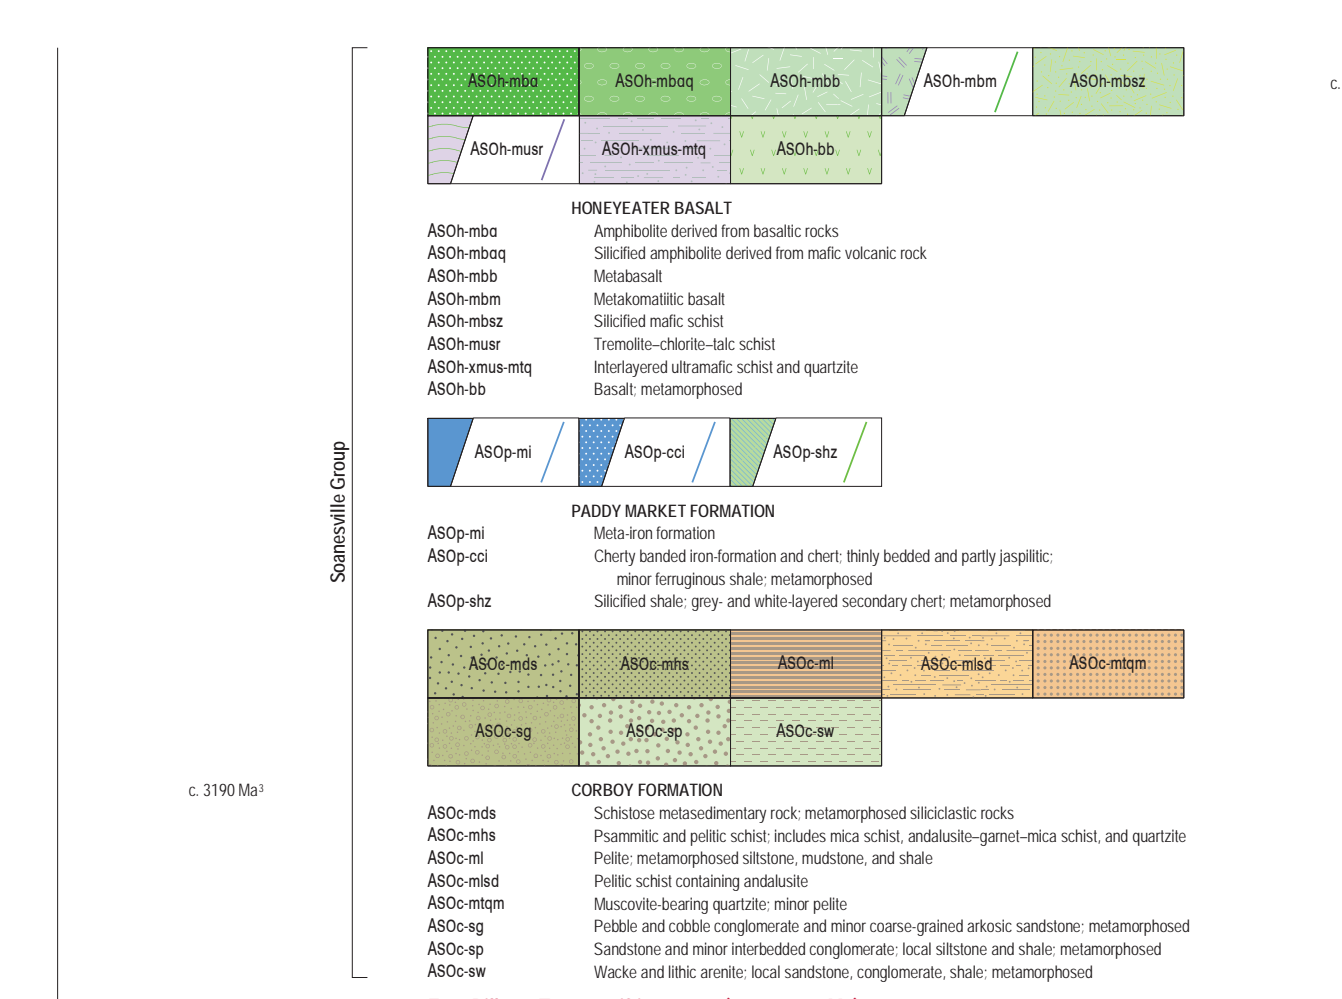 ASOh-mba ASOh-mbaq ASOh-mbb ASOh-mbm ASOh-mbsz
c.
ASOh-musr ASOh-xmus-mtq ASOh-bb
HONEYEATER BASALT
ASOh-mba Amphibolite derived from basaltic rocks
ASOh-mbaq Silicified amphibolite derived from mafic volcanic rock
ASOh-mbb Metabasalt
ASOh-mbm Metakomatiitic basalt
ASOh-mbsz Silicified mafic schist
ASOh-musr Tremolite–chlorite–talc schist
ASOh-xmus-mtq Interlayered ultramafic schist and quartzite
ASOh-bb Basalt; metamorphosed
ASOp-mi ASOp-cci ASOp-shz
Soanesville Group
PADDY MARKET FORMATION
ASOp-mi Meta-iron formation
ASOp-cci Cherty banded iron-formation and chert; thinly bedded and partly jaspilitic;
minor ferruginous shale; metamorphosed
ASOp-shz Silicified shale; grey- and white-layered secondary chert; metamorphosed
ASOc-mds ASOc-mhs ASOc-ml ASOc-mlsd ASOc-mtqm
ASOc-sg ASOc-sp ASOc-sw
c. 3190 Ma³
CORBOY FORMATION
ASOc-mds Schistose metasedimentary rock; metamorphosed siliciclastic rocks
ASOc-mhs Psammitic and pelitic schist; includes mica schist, andalusite–garnet–mica schist, and quartzite
ASOc-ml Pelite; metamorphosed siltstone, mudstone, and shale
ASOc-mlsd Pelitic schist containing andalusite
ASOc-mtqm Muscovite-bearing quartzite; minor pelite
ASOc-sg Pebble and cobble conglomerate and minor coarse-grained arkosic sandstone; metamorphosed
ASOc-sp Sandstone and minor interbedded conglomerate; local siltstone and shale; metamorphosed
ASOc-sw Wacke and lithic arenite; local sandstone, conglomerate, shale; metamorphosed